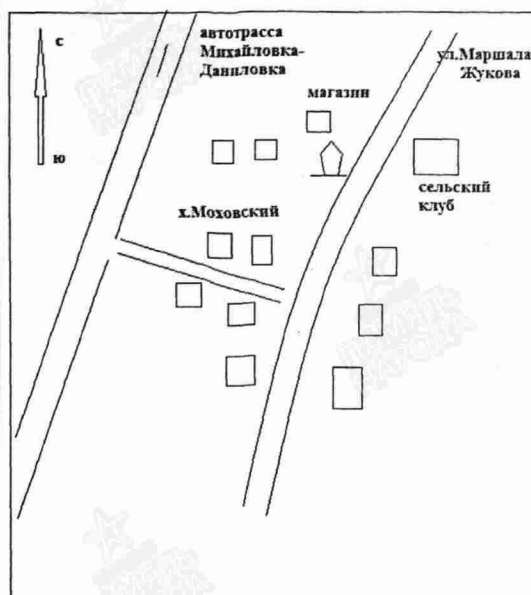 с
ю
автотрасса
Михайловка-
Даниловка
ул.Маршала
Жукова
магазин
сельский
клуб
х.Моховский